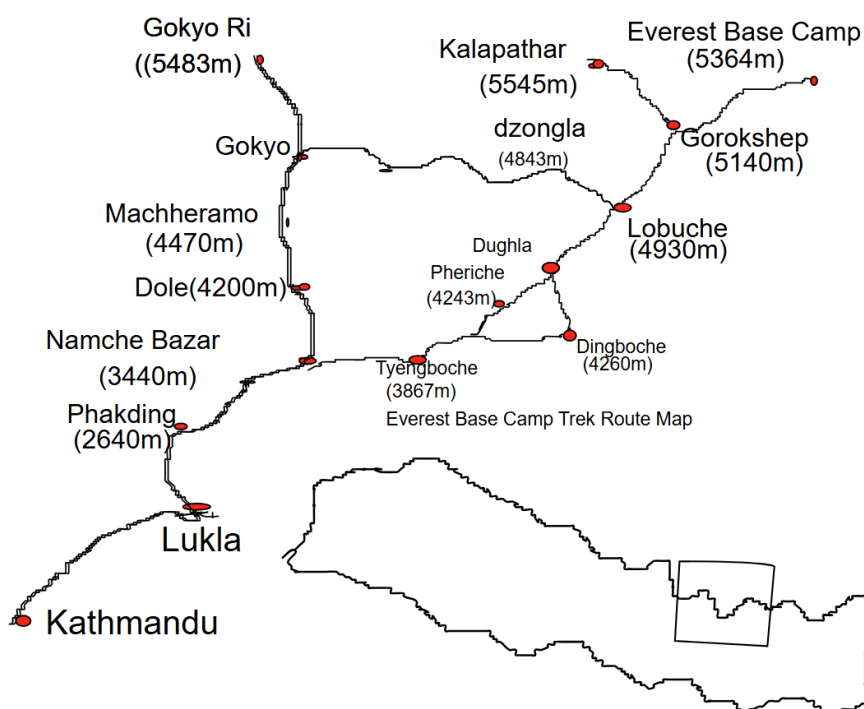 Gokyo Ri
((5483m)
Kalapathar
(5545m)
Everest Base Camp
(5364m)
dzongla
(4843m)
Gorokshep
(5140m)
Gokyo
Machheramo
(4470m)
Lobuche
(4930m)
Dughla
Pheriche
(4243m)
Dole(4200m)
Namche Bazar
(3440m)
Tyengboche
(3867m)
Dingboche
(4260m)
Phakding
(2640m)
Everest Base Camp Trek Route Map
Lukla
Kathmandu